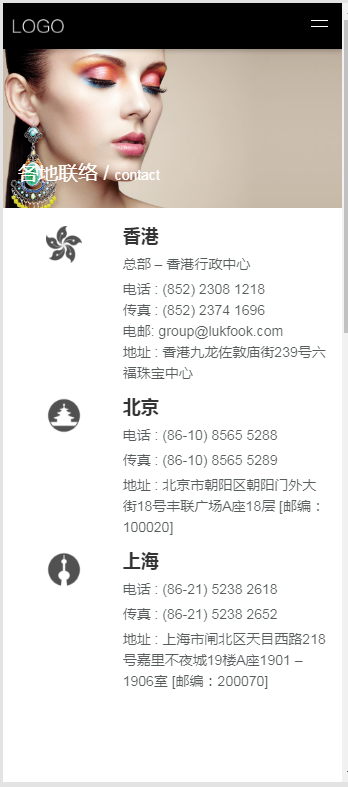 LOGO
各地联络 / contact
香港
总部 – 香港行政中心
电话 : (852) 2308 1218
传真 : (852) 2374 1696
电邮: group@lukfook.com
地址 : 香港九龙佐敦庙街239号六
福珠宝中心
北京
电话 : (86-10) 8565 5288
传真 : (86-10) 8565 5289
地址 : 北京市朝阳区朝阳门外大
街18号丰联广场A座18层 [邮编：
100020]
上海
电话 : (86-21) 5238 2618
传真 : (86-21) 5238 2652
地址 : 上海市闸北区天目西路218
号嘉里不夜城19楼A座1901 –
1906室 [邮编：200070]